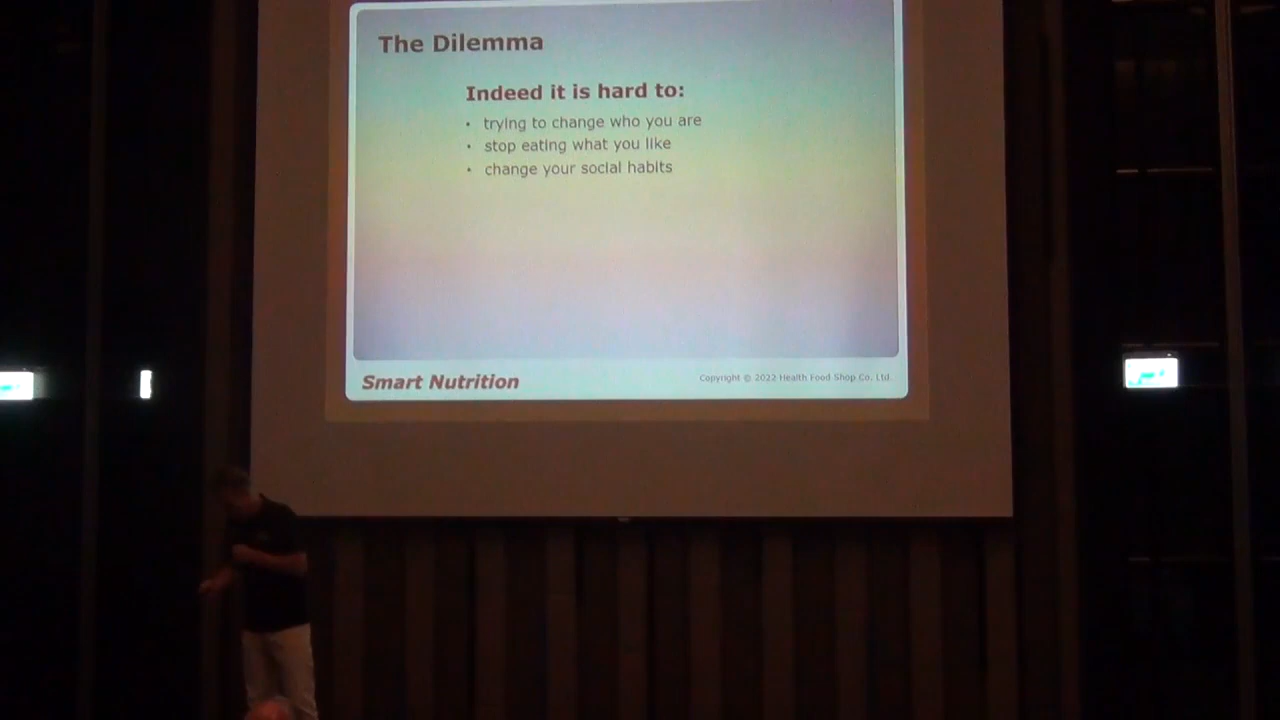 The Dilemma
Indeed it is hard to:
• trying to change who you are
• stop eating what you like
• change your social habits
Smart Nutrition
Copyright © 2022 Health Food Shop Co. Ltd.